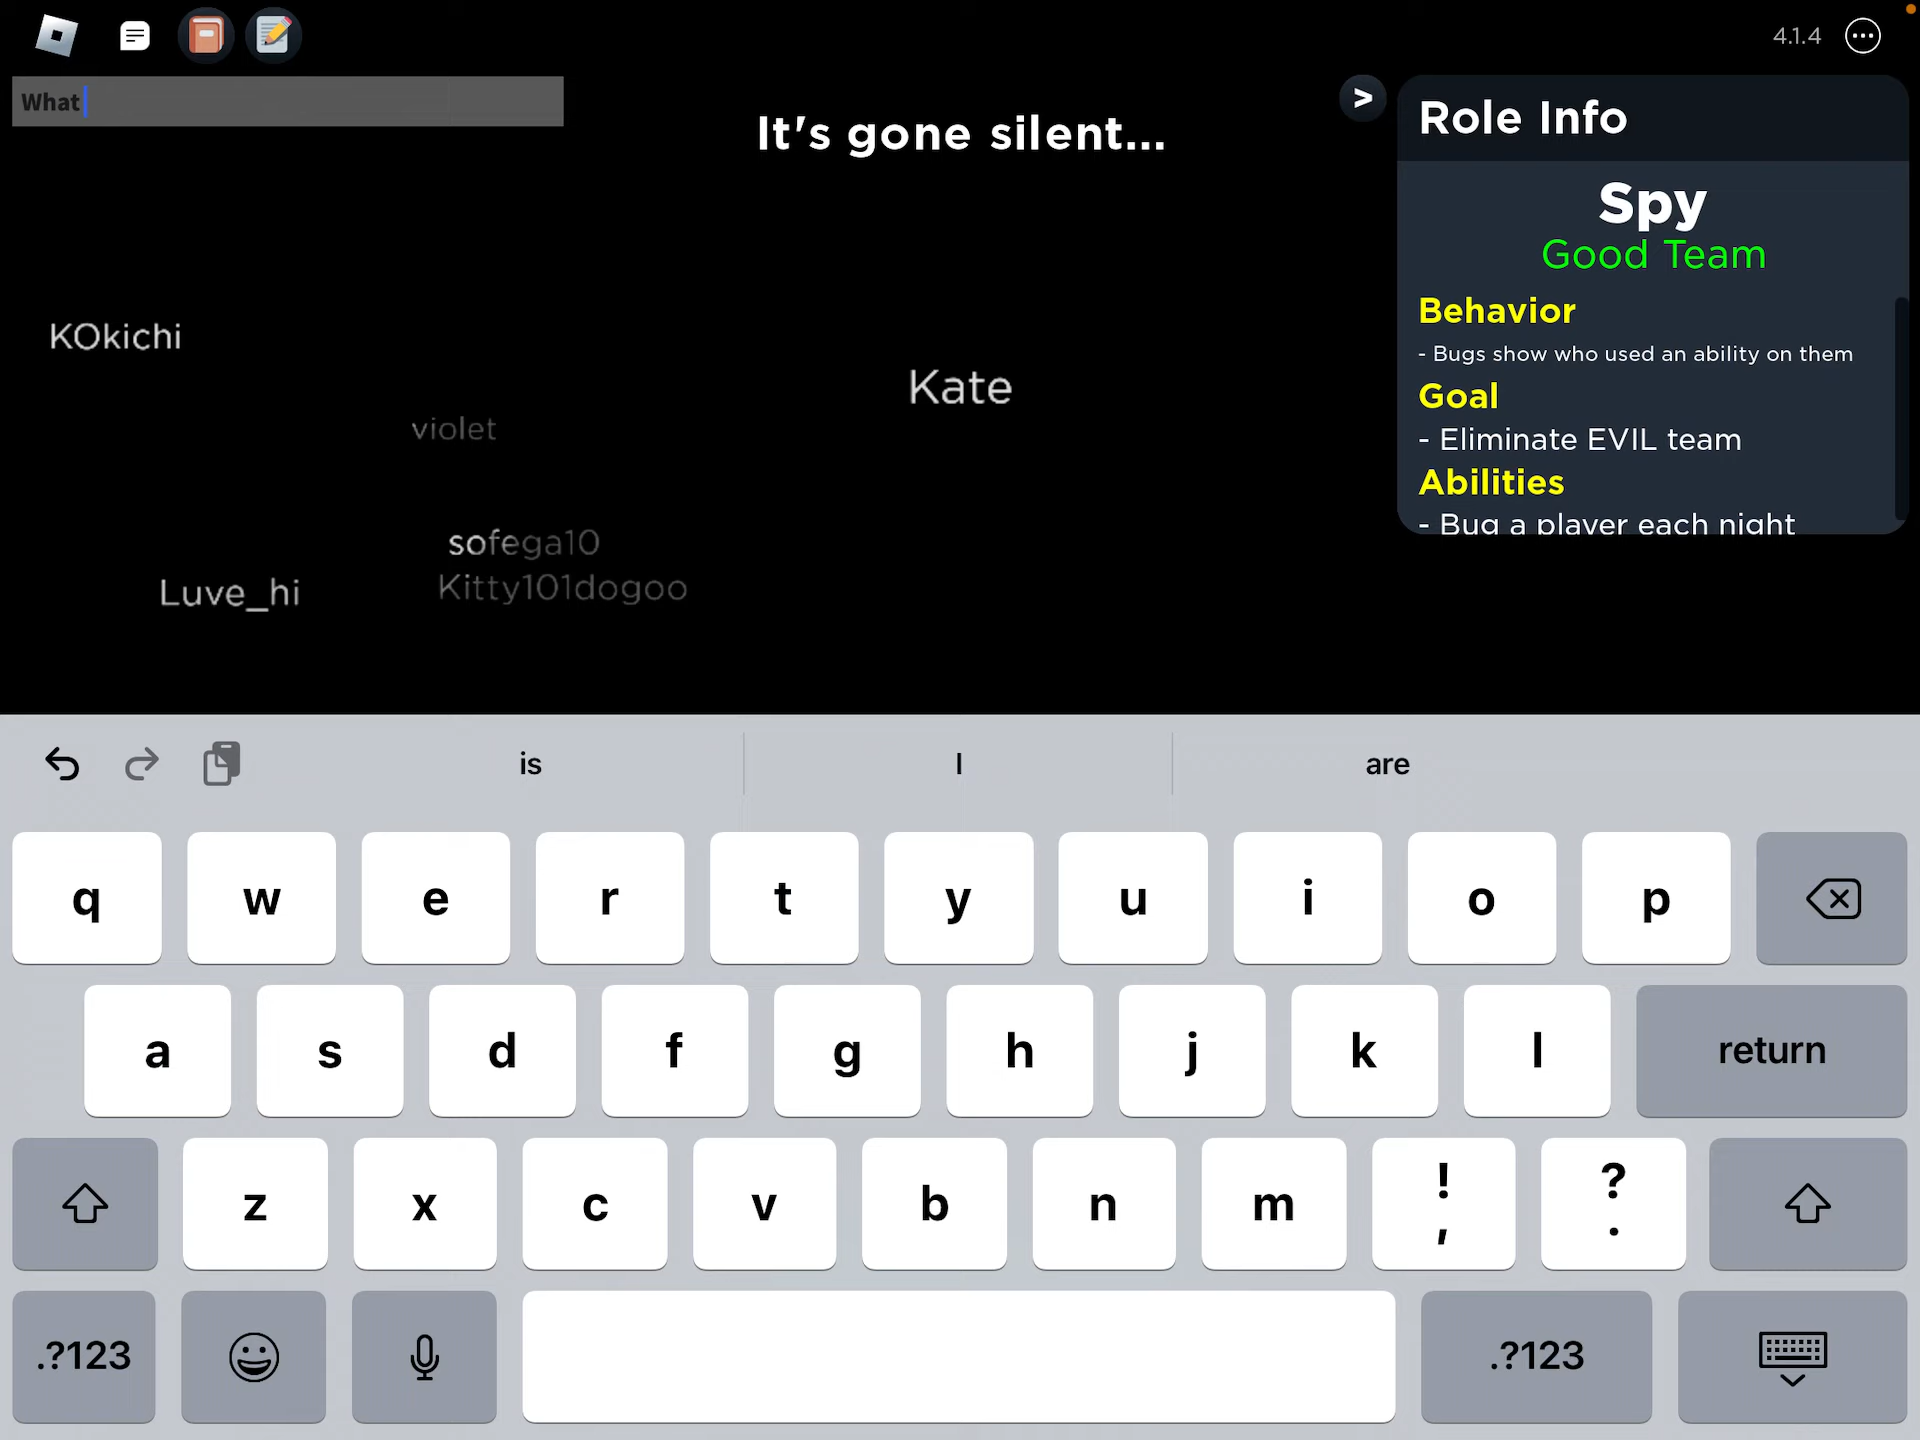 4.1.4
What
It's gone silent...
>
Role Info
Spy
Good Team
Behavior
- Bugs show who used an ability on them
Goal
- Eliminate EVIL team
Abilities
- Bug a player each night
KOkichi
Kate
violet
sofega10
Kitty101dogoo
Luve_hi
is I are
q w e r t y u i o p
a s d f g h j k l return
z x c v b n m ! , ? .
.?123 .?123